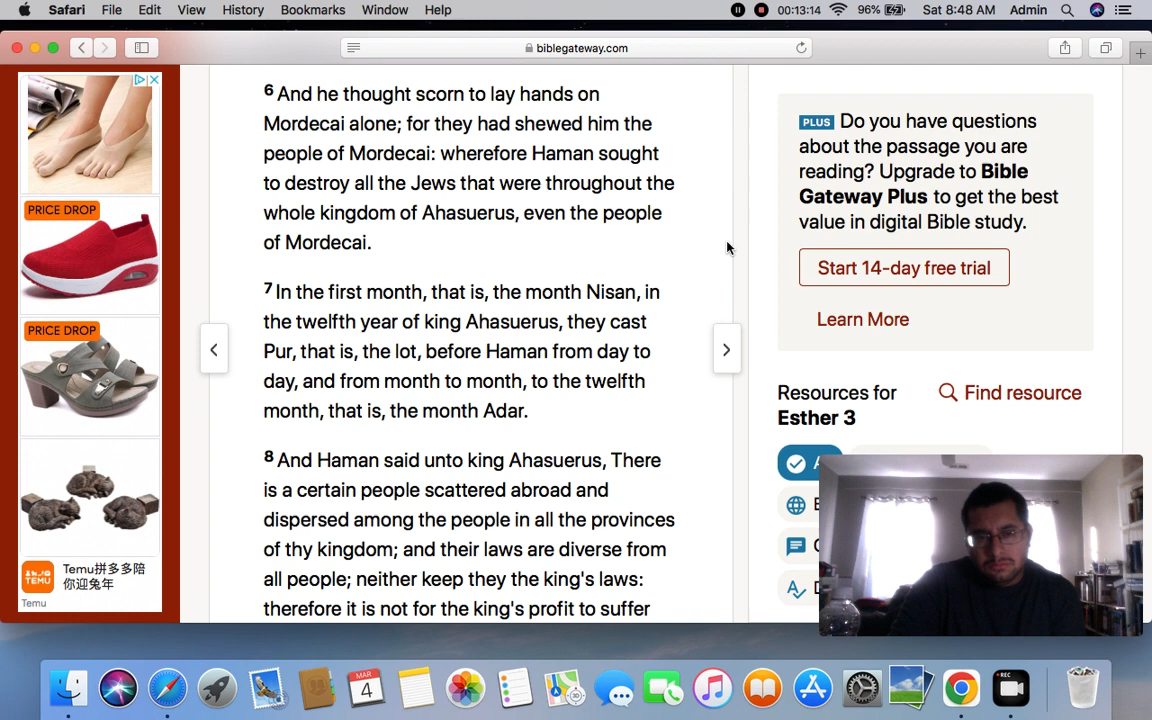 Safari File Edit View History Bookmarks Window Help 00:13:14 96% Sat 8:48 AM Admin
biblegateway.com
PRICE DROP
PRICE DROP
Temu拼多多陪
你迎兔年
TEMU
Temu
6 And he thought scorn to lay hands on
Mordecai alone; for they had shewed him the
people of Mordecai: wherefore Haman sought
to destroy all the Jews that were throughout the
whole kingdom of Ahasuerus, even the people
of Mordecai.
7 In the first month, that is, the month Nisan, in
the twelfth year of king Ahasuerus, they cast
Pur, that is, the lot, before Haman from day to
day, and from month to month, to the twelfth
month, that is, the month Adar.
8 And Haman said unto king Ahasuerus, There
is a certain people scattered abroad and
dispersed among the people in all the provinces
of thy kingdom; and their laws are diverse from
all people; neither keep they the king's laws:
therefore it is not for the king's profit to suffer
PLUS Do you have questions
about the passage you are
reading? Upgrade to Bible
Gateway Plus to get the best
value in digital Bible study.
Start 14-day free trial
Learn More
Resources for
Esther 3
Find resource
MAR
4
REC